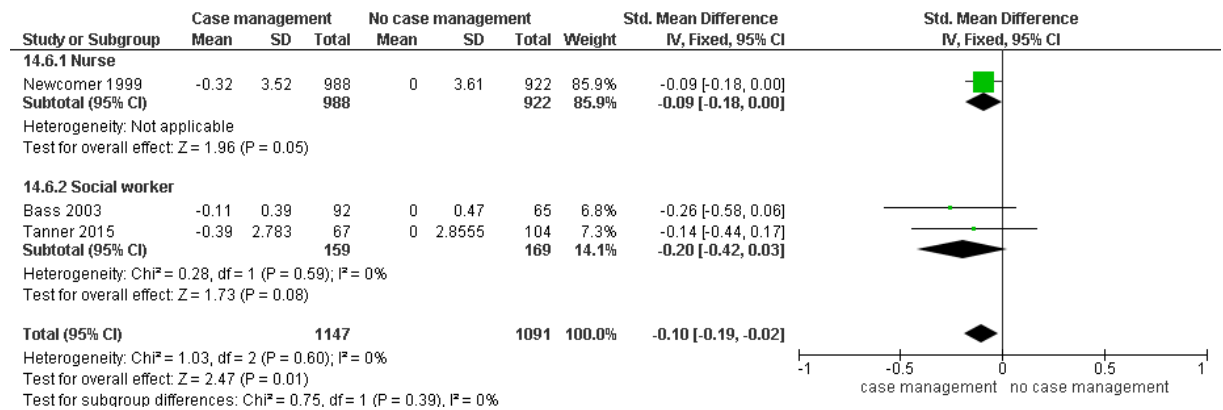 Case management No case management Std. Mean Difference Std. Mean Difference
Study or Subgroup Mean SD Total Mean SD Total Weight IV, Fixed, 95% CI IV, Fixed, 95% CI
14.6.1 Nurse
Newcomer 1999 -0.32 3.52 988 0 3.61 922 85.9% -0.09 [-0.18, 0.00]
Subtotal (95% CI) 988 922 85.9% -0.09 [-0.18, 0.00]
Heterogeneity: Not applicable
Test for overall effect: Z = 1.96 (P = 0.05)
14.6.2 Social worker
Bass 2003 -0.11 0.39 92 0 0.47 65 6.8% -0.26 [-0.58, 0.06]
Tanner 2015 -0.39 2.783 67 0 2.8555 104 7.3% -0.14 [-0.44, 0.17]
Subtotal (95% CI) 159 169 14.1% -0.20 [-0.42, 0.03]
Heterogeneity: Chi² = 0.28, df = 1 (P = 0.59); I² = 0%
Test for overall effect: Z = 1.73 (P = 0.08)
Total (95% CI) 1147 1091 100.0% -0.10 [-0.19, -0.02]
Heterogeneity: Chi² = 1.03, df = 2 (P = 0.60); I² = 0%
Test for overall effect: Z = 2.47 (P = 0.01)
Test for subgroup differences: Chi² = 0.75, df = 1 (P = 0.39), I² = 0%
-1 -0.5 0 0.5 1
case management no case management